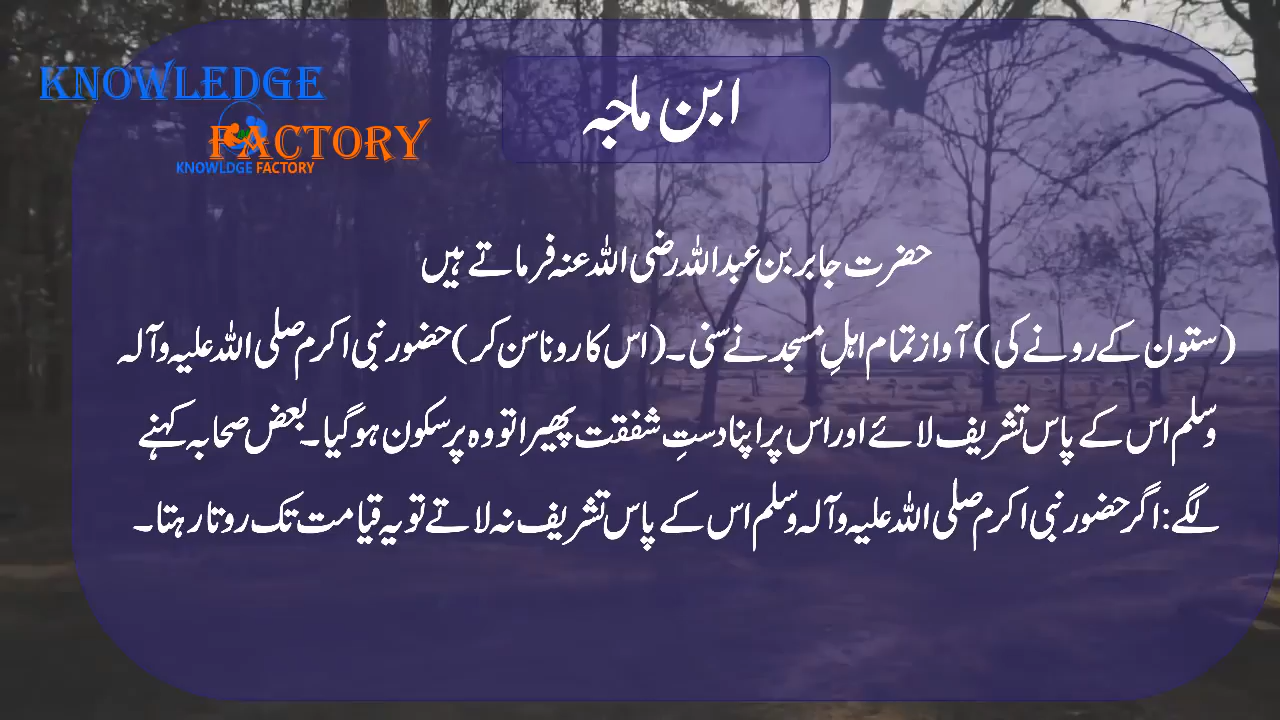 KNOWLEDGE
FACTORY
KNOWLDGE FACTORY
ابن ماجہ
حضرت جابر بن عبداللہ رضی اللہ عنہ فرماتے ہیں
(ستون کے رونے کی) آواز تمام اہلِ مسجد نے سنی۔ (اس کا رونا سن کر) حضور نبی اکرم صلی اللہ علیہ وآلہ
وسلم اس کے پاس تشریف لائے اور اس پر اپنا دستِ شفقت پھیرا تو وہ پر سکون ہو گیا۔ بعض صحابہ کہنے
لگے: اگر حضور نبی اکرم صلی اللہ علیہ وآلہ وسلم اس کے پاس تشریف نہ لاتے تو یہ قیامت تک روتا رہتا۔